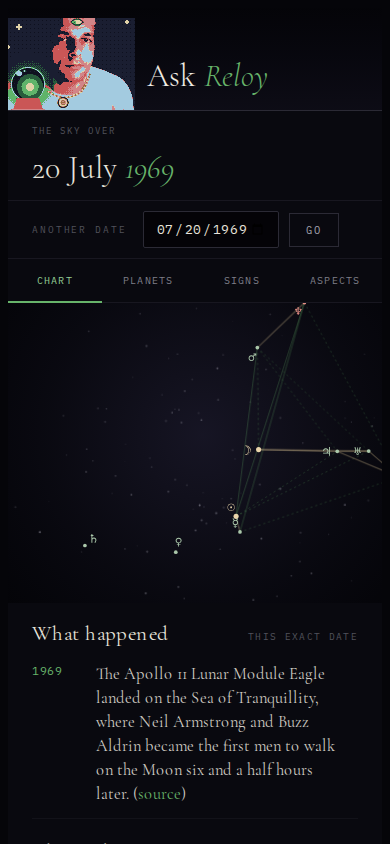 Ask Reloy
THE SKY OVER
20 July 1969
ANOTHER DATE 07/20/1969 GO
CHART PLANETS SIGNS ASPECTS
♆
♂
☽ ♃ ♅
☉
☿
♄ ♀
What happened THIS EXACT DATE
1969 The Apollo 11 Lunar Module Eagle
landed on the Sea of Tranquillity,
where Neil Armstrong and Buzz
Aldrin became the first men to walk
on the Moon six and a half hours
later. (source)